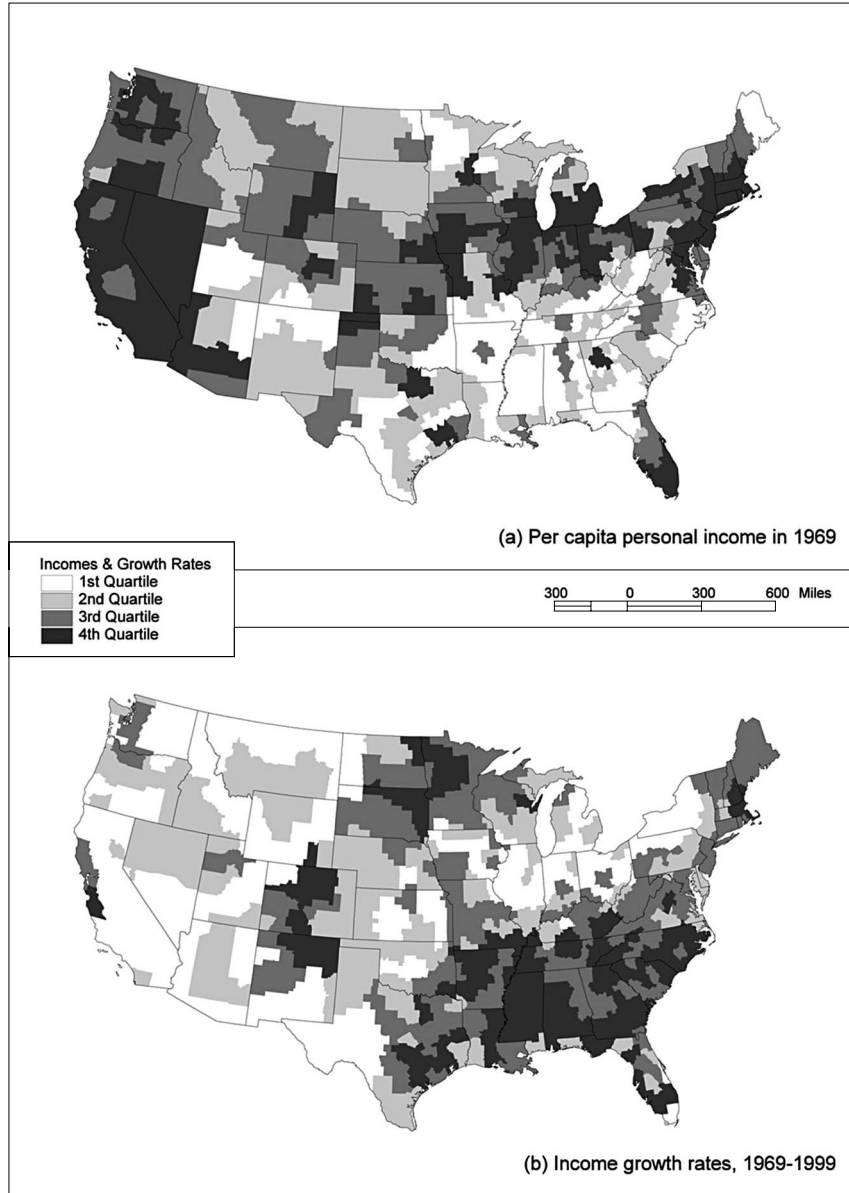 (a) Per capita personal income in 1969
Incomes & Growth Rates
1st Quartile
2nd Quartile
3rd Quartile
4th Quartile
300 0 300 600 Miles
(b) Income growth rates, 1969-1999